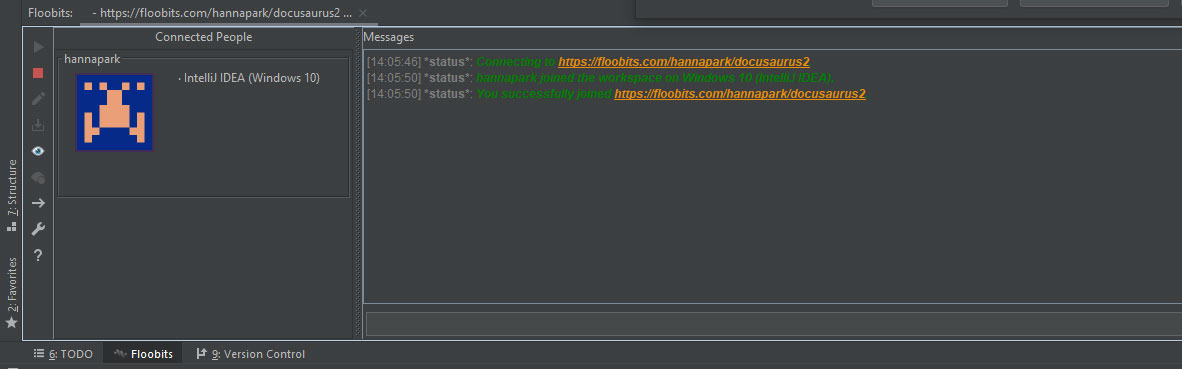 Floobits: - https://floobits.com/hannapark/docusaurus2 ...
Connected People
Messages
hannapark
· IntelliJ IDEA (Windows 10)
[14:05:46] *status*: Connecting to https://floobits.com/hannapark/docusaurus2
[14:05:50] *status*: hannapark joined the workspace on Windows 10 (IntelliJ IDEA).
[14:05:50] *status*: You successfully joined https://floobits.com/hannapark/docusaurus2
7: Structure
2: Favorites
6: TODO Floobits 9: Version Control